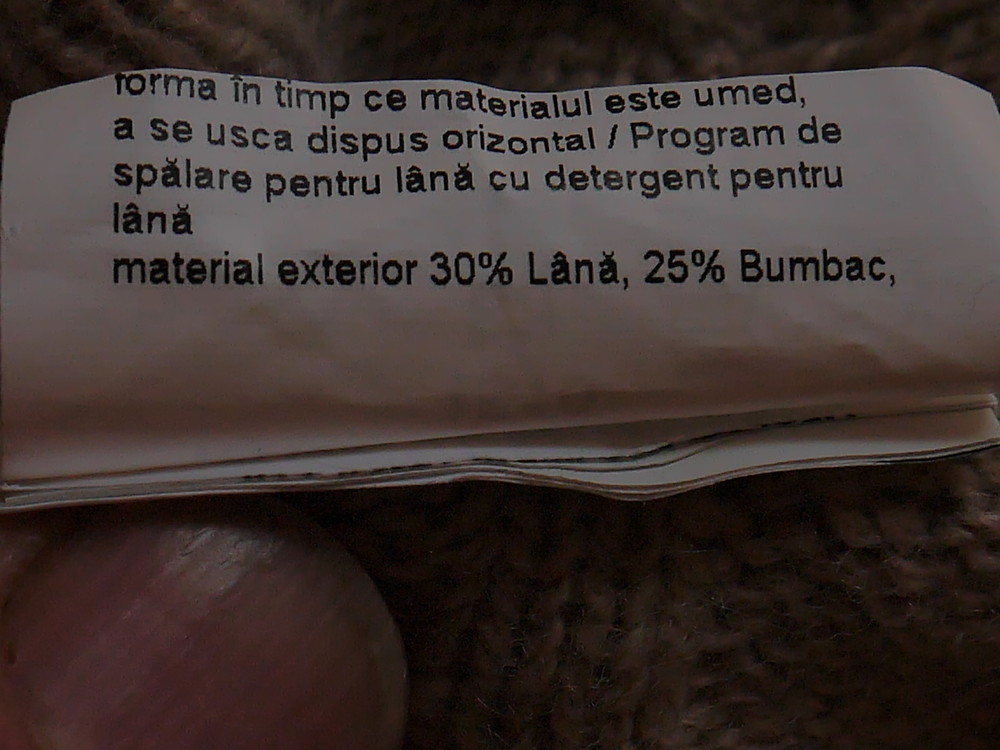 forma în timp ce materialul este umed,
a se usca dispus orizontal / Program de
spălare pentru lână cu detergent pentru
lână
material exterior 30% Lână, 25% Bumbac,